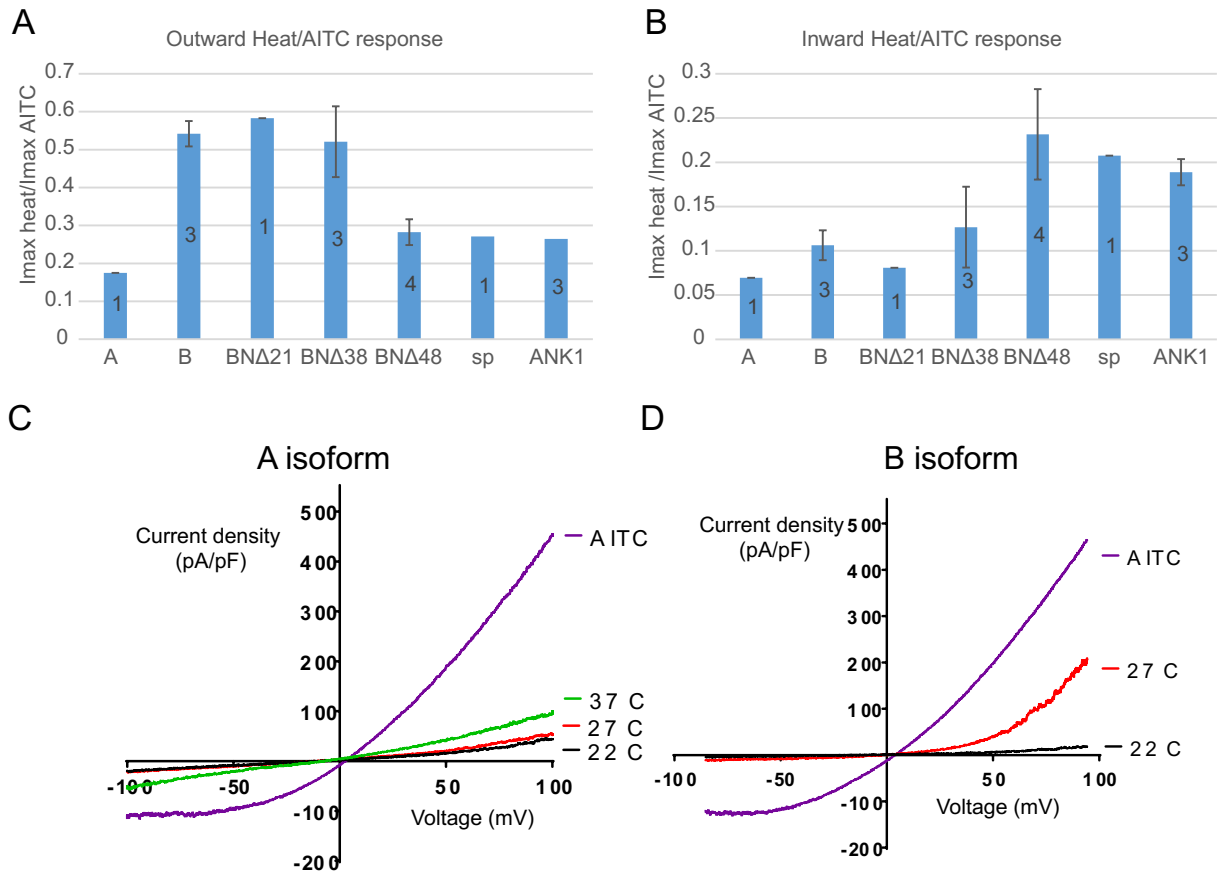 A
Outward Heat/AITC response
Imax heat/Imax AITC
0.7
0.6
0.5
0.4
0.3
0.2
0.1
0
1
3
1
3
4
1
3
A B BNΔ21 BNΔ38 BNΔ48 sp ANK1
B
Inward Heat/AITC response
Imax heat /Imax AITC
0.3
0.25
0.2
0.15
0.1
0.05
0
1
3
1
3
4
1
3
A B BNΔ21 BNΔ38 BNΔ48 sp ANK1
C
A isoform
Current density
(pA/pF)
500
400
300
200
100
-100 -50 50 100
-100
-200
Voltage (mV)
AITC
37 C
27 C
22 C
D
B isoform
Current density
(pA/pF)
500
400
300
200
100
-100 -50 50 100
-100
-200
Voltage (mV)
AITC
27 C
22 C